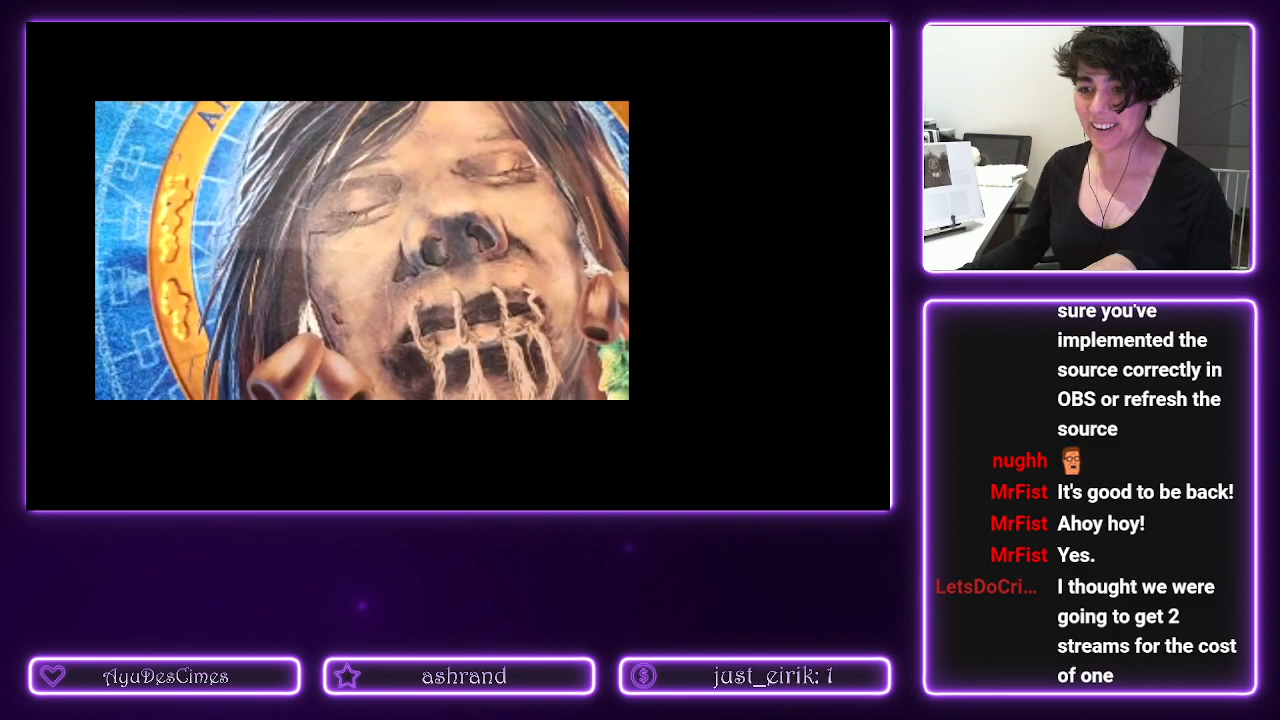 sure you've
implemented the
source correctly in
OBS or refresh the
source
nughh
MrFist It's good to be back!
MrFist Ahoy hoy!
MrFist Yes.
LetsDoCri... I thought we were
going to get 2
streams for the cost
of one
AyuDesCimes
ashrand
just_eirik: 1